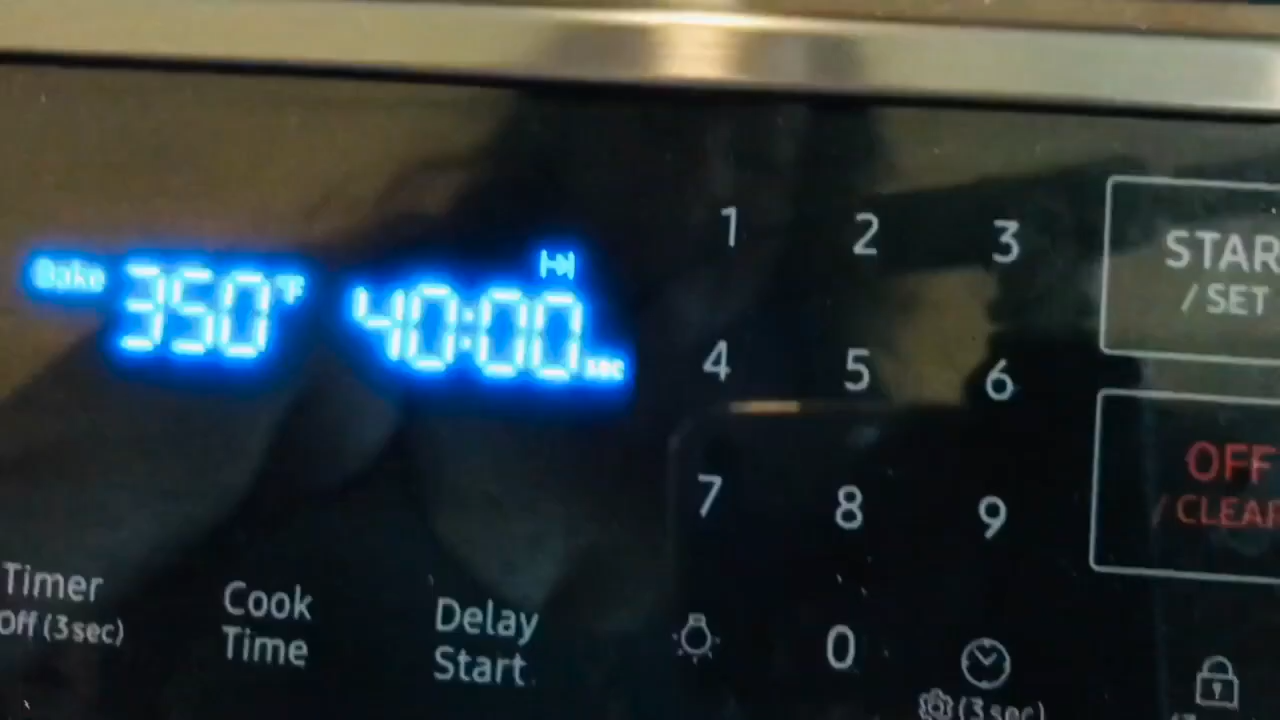 Bake 350°F 40:00 sec
1 2 3
STAR
/ SET
4 5 6
OFF
/ CLEAR
7 8 9
Timer
Off (3 sec)
Cook
Time
Delay
Start
0
(3 sec)